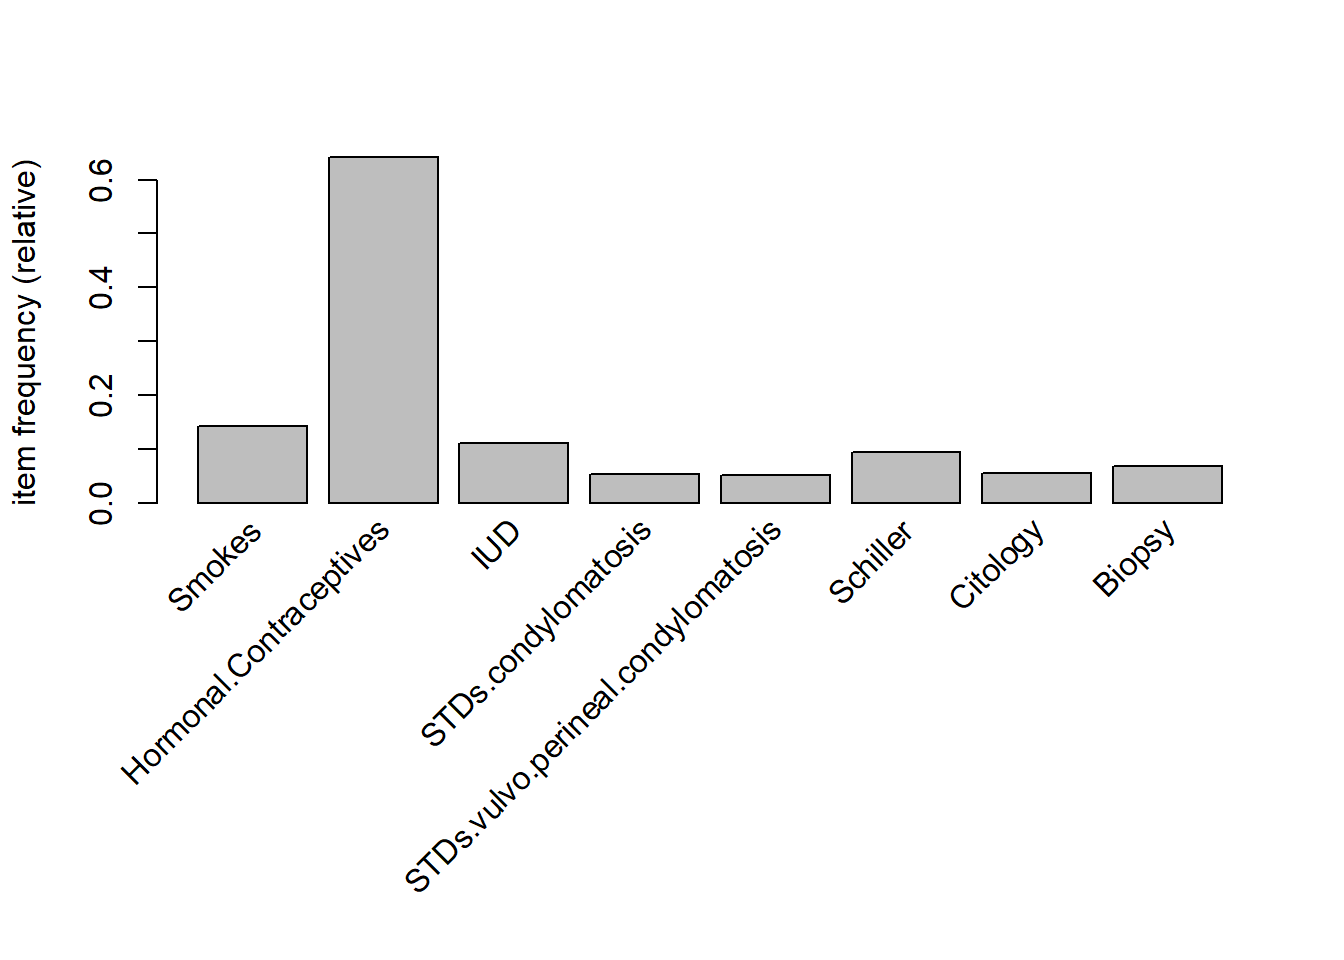 item frequency (relative)
0.6
0.4
0.2
0.0
Smokes
Hormonal.Contraceptives
IUD
STDs.condylomatosis
STDs.vulvo.perineal.condylomatosis
Schiller
Citology
Biopsy